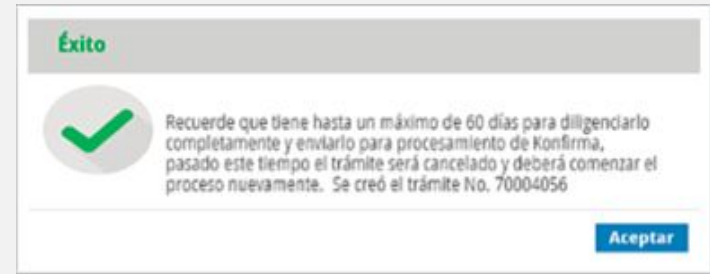 Éxito
Recuerde que tiene hasta un máximo de 60 días para diligenciarlo
completamente y enviarlo para procesamiento de Konfirma,
pasado este tiempo el trámite será cancelado y deberá comenzar el
proceso nuevamente. Se creó el trámite No. 70004056
Aceptar